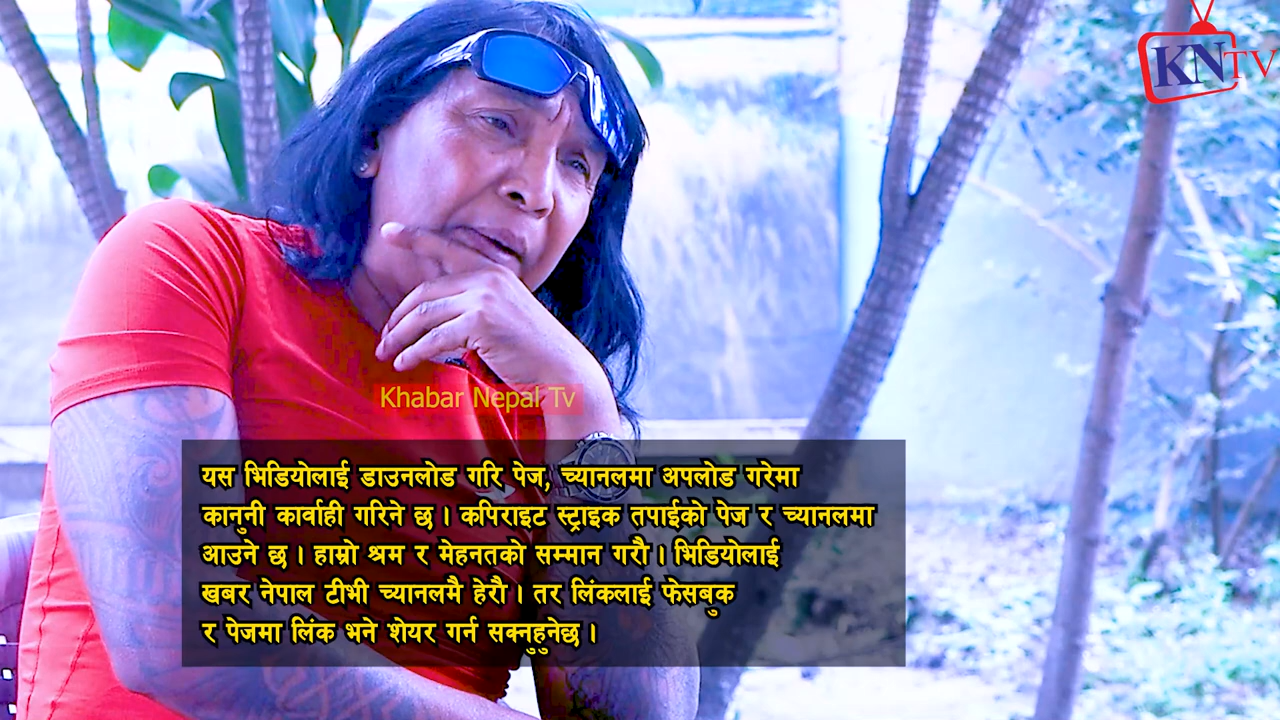 KNTV
Khabar Nepal Tv
यस भिडियोलाई डाउनलोड गरि पेज, च्यानलमा अपलोड गरेमा
कानुनी कार्वाही गरिने छ । कपिराइट स्ट्राइक तपाईको पेज र च्यानलमा
आउने छ । हाम्रो श्रम र मेहनतको सम्मान गरौ । भिडियोलाई
खबर नेपाल टीभी च्यानलमै हेरौ । तर लिंकलाई फेसबुक
र पेजमा लिंक भने शेयर गर्न सक्नुहुनेछ ।